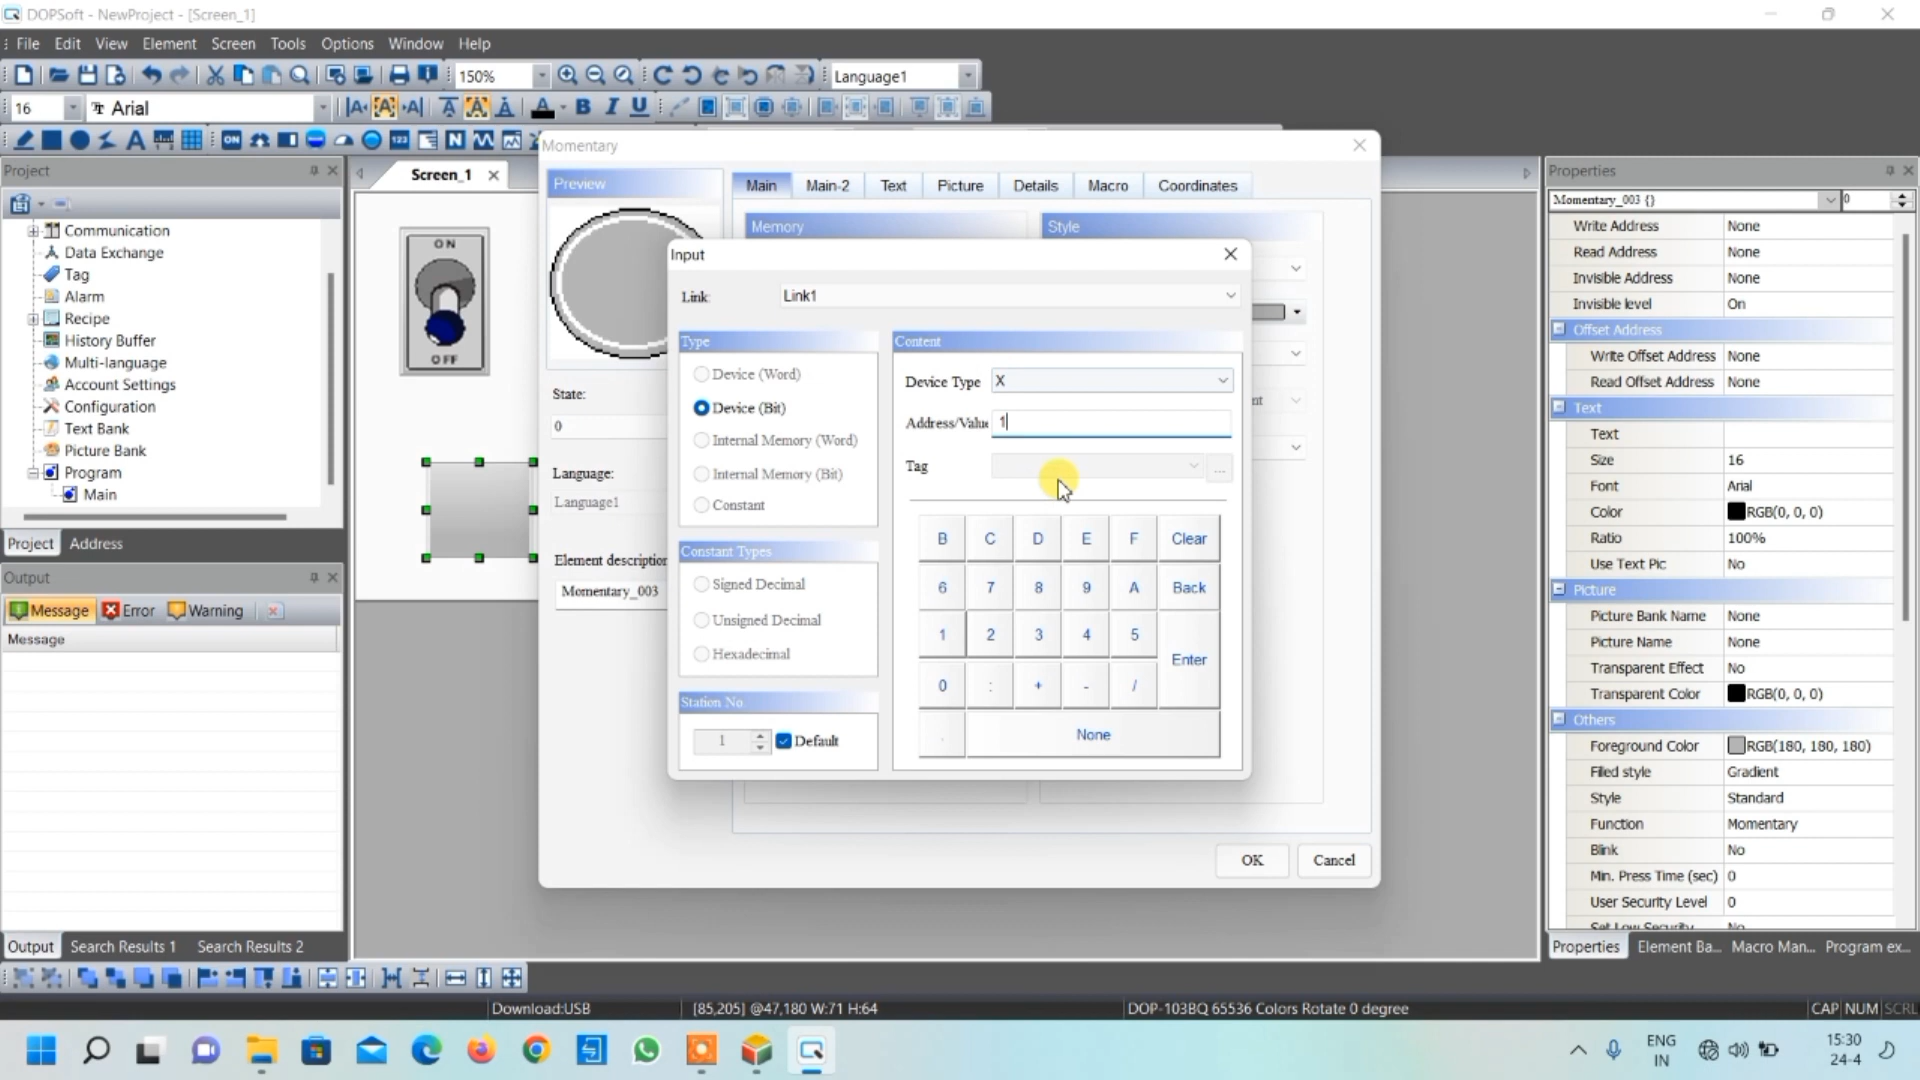 DOPSoft - NewProject - [Screen_1]
File Edit View Element Screen Tools Options Window Help
150% Language1
16 Arial
Project
Communication
Data Exchange
Tag
Alarm
Recipe
History Buffer
Multi-language
Account Settings
Configuration
Text Bank
Picture Bank
Program
Main
Project Address
Output
Message Error Warning
Message
Output Search Results 1 Search Results 2
Screen_1
ON
OFF
Momentary
Preview
State:
0
Language:
Language1
Element description
Momentary_003
Main Main-2 Text Picture Details Macro Coordinates
Memory
Style
Input
Link: Link1
Type
Device (Word)
Device (Bit)
Internal Memory (Word)
Internal Memory (Bit)
Constant
Constant Types
Signed Decimal
Unsigned Decimal
Hexadecimal
Station No.
1 Default
Content
Device Type X
Address/Value 1
Tag ...
B C D E F Clear
6 7 8 9 A Back
1 2 3 4 5 Enter
0 : + - /
. None
OK Cancel
Properties
Momentary_003 {} 0
Write Address None
Read Address None
Invisible Address None
Invisible level On
Offset Address
Write Offset Address None
Read Offset Address None
Text
Text
Size 16
Font Arial
Color RGB(0, 0, 0)
Ratio 100%
Use Text Pic No
Picture
Picture Bank Name None
Picture Name None
Transparent Effect No
Transparent Color RGB(0, 0, 0)
Others
Foreground Color RGB(180, 180, 180)
Filled style Gradient
Style Standard
Function Momentary
Blink No
Min. Press Time (sec) 0
User Security Level 0
Set Low Security No
Properties Element Ba... Macro Man... Program ex...
Download:USB [85,205] @47,180 W:71 H:64 DOP-103BQ 65536 Colors Rotate 0 degree CAP NUM SCRL
ENG
IN
15:30
24-4